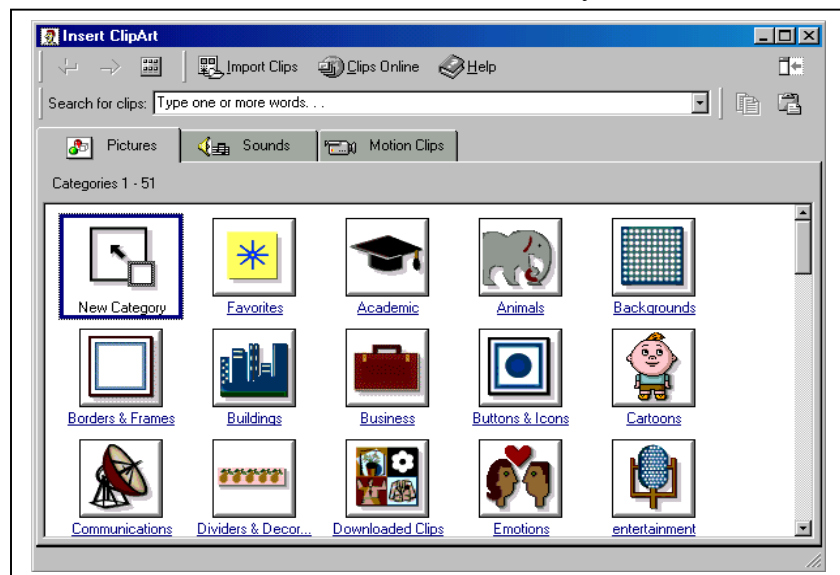 Insert ClipArt
Import Clips Clips Online Help
Search for clips: Type one or more words. . .
Pictures Sounds Motion Clips
Categories 1 - 51
New Category Favorites Academic Animals Backgrounds
Borders & Frames Buildings Business Buttons & Icons Cartoons
Communications Dividers & Decor... Downloaded Clips Emotions entertainment